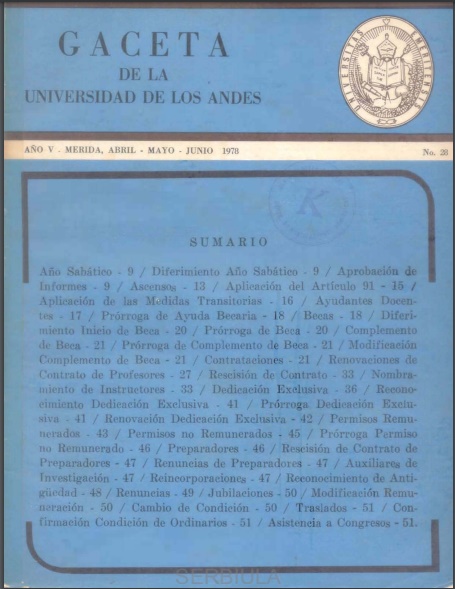 GACETA
DE LA
UNIVERSIDAD DE LOS ANDES
UNIVERSITAS EMERITENSIS
AÑO V - MERIDA, ABRIL - MAYO - JUNIO 1978
No. 28
K
SUMARIO
Año Sabático - 9 / Diferimiento Año Sabático - 9 / Aprobación de
Informes - 9 / Ascensos - 13 / Aplicación del Artículo 91 - 15 /
Aplicación de las Medidas Transitorias - 16 / Ayudantes Docen-
tes - 17 / Prórroga de Ayuda Becaria - 18 / Becas - 18 / Diferi-
miento Inicio de Beca - 20 / Prórroga de Beca - 20 / Complemento
de Beca - 21 / Prórroga de Complemento de Beca - 21 / Modificación
Complemento de Beca - 21 / Contrataciones - 21 / Renovaciones de
Contrato de Profesores - 27 / Rescisión de Contrato - 33 / Nombra-
miento de Instructores - 33 / Dedicación Exclusiva - 36 / Recono-
cimiento Dedicación Exclusiva - 41 / Prórroga Dedicación Exclu-
siva - 41 / Renovación Dedicación Exclusiva - 42 / Permisos Remu-
nerados - 43 / Permisos no Remunerados - 45 / Prórroga Permiso
no Remunerado - 46 / Preparadores - 46 / Rescisión de Contrato de
Preparadores - 47 / Renuncias de Preparadores - 47 / Auxiliares de
Investigación - 47 / Reincorporaciones - 47 / Reconocimiento de Anti-
güedad - 48 / Renuncias - 49 / Jubilaciones - 50 / Modificación Remu-
neración - 50 / Cambio de Condición - 50 / Traslados - 51 / Con-
firmación Condición de Ordinarios - 51 / Asistencia a Congresos - 51.
SERBIULA